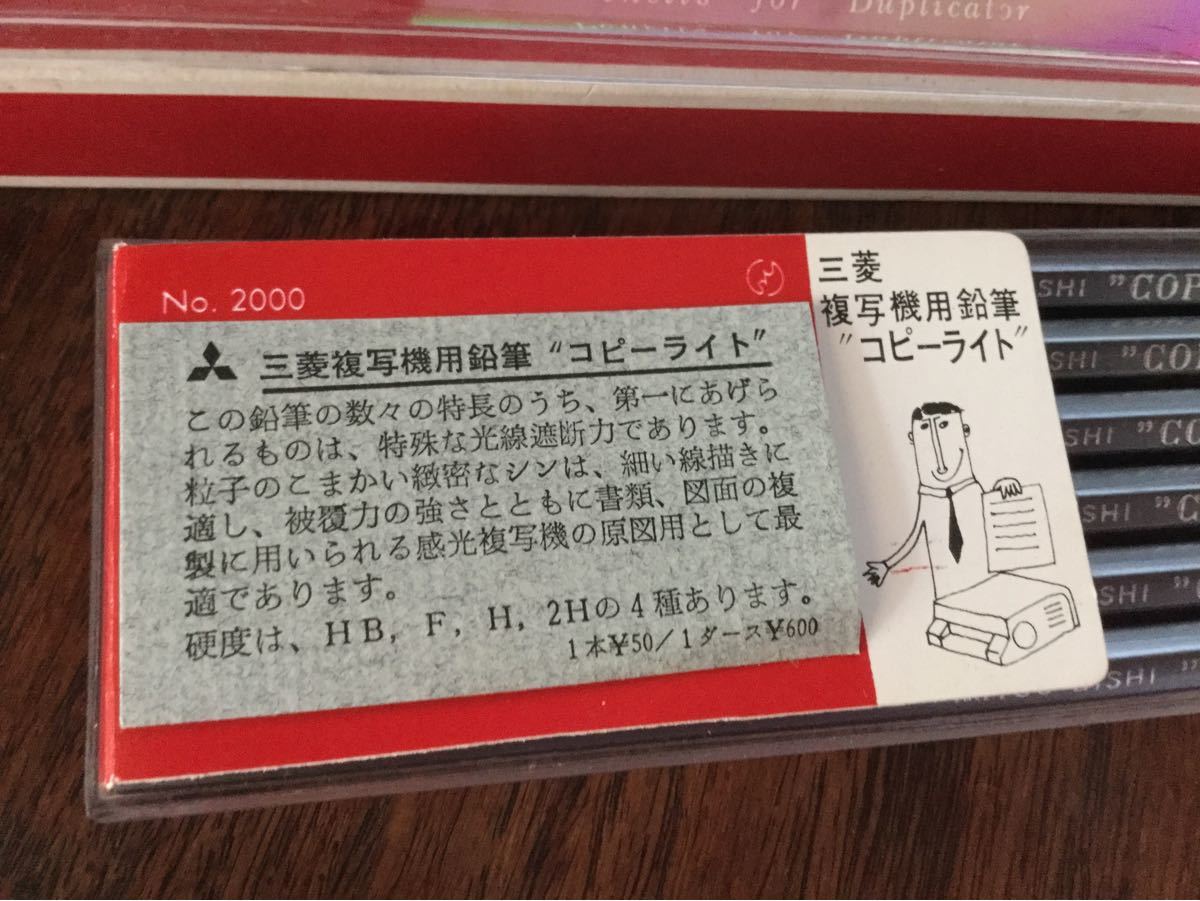 for Duplicator
No. 2000
三菱複写機用鉛筆 “コピーライト”
この鉛筆の数々の特長のうち、第一にあげら
れるものは、特殊な光線遮断力であります。
粒子のこまかい緻密なシンは、細い線描きに
適し、被覆力の強さとともに書類、図面の複
製に用いられる感光複写機の原図用として最
適であります。
硬度は、HB, F, H, 2Hの4種あります。
1本¥50/1ダース¥600
三菱
複写機用鉛筆
“コピーライト”
SHI "COP
SHI "CO
SHI "CO
SHI "C
ISHI "
BISHI "